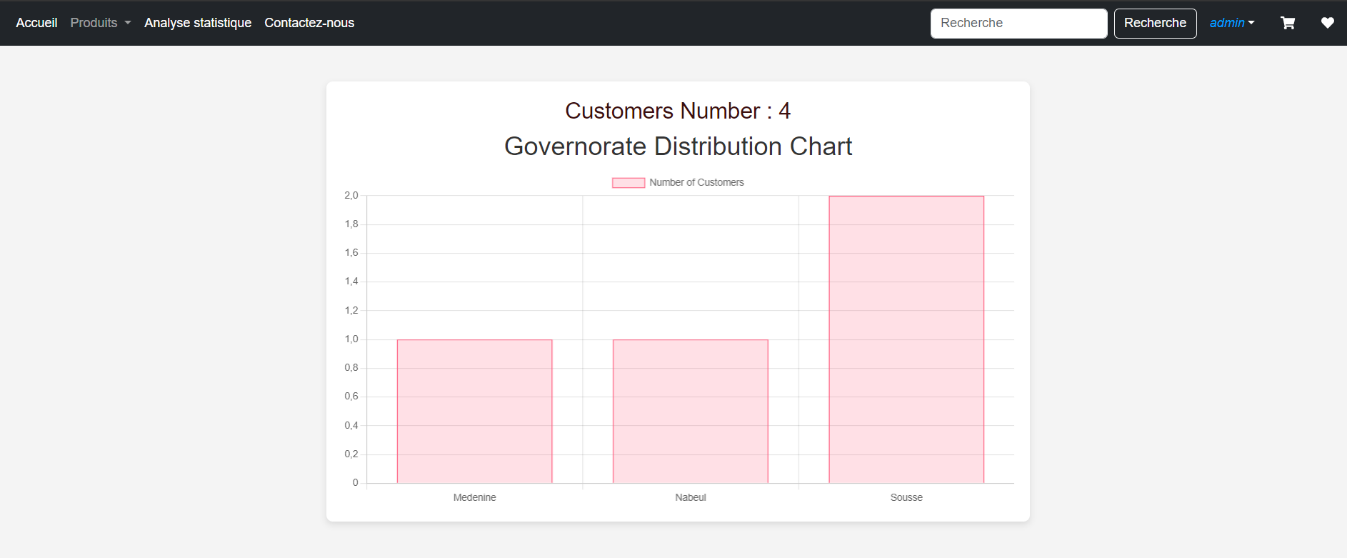 Accueil Produits Analyse statistique Contactez-nous Recherche Recherche admin
Customers Number : 4
Governorate Distribution Chart
Number of Customers
2,0
1,8
1,6
1,4
1,2
1,0
0,8
0,6
0,4
0,2
0
Medenine Nabeul Sousse